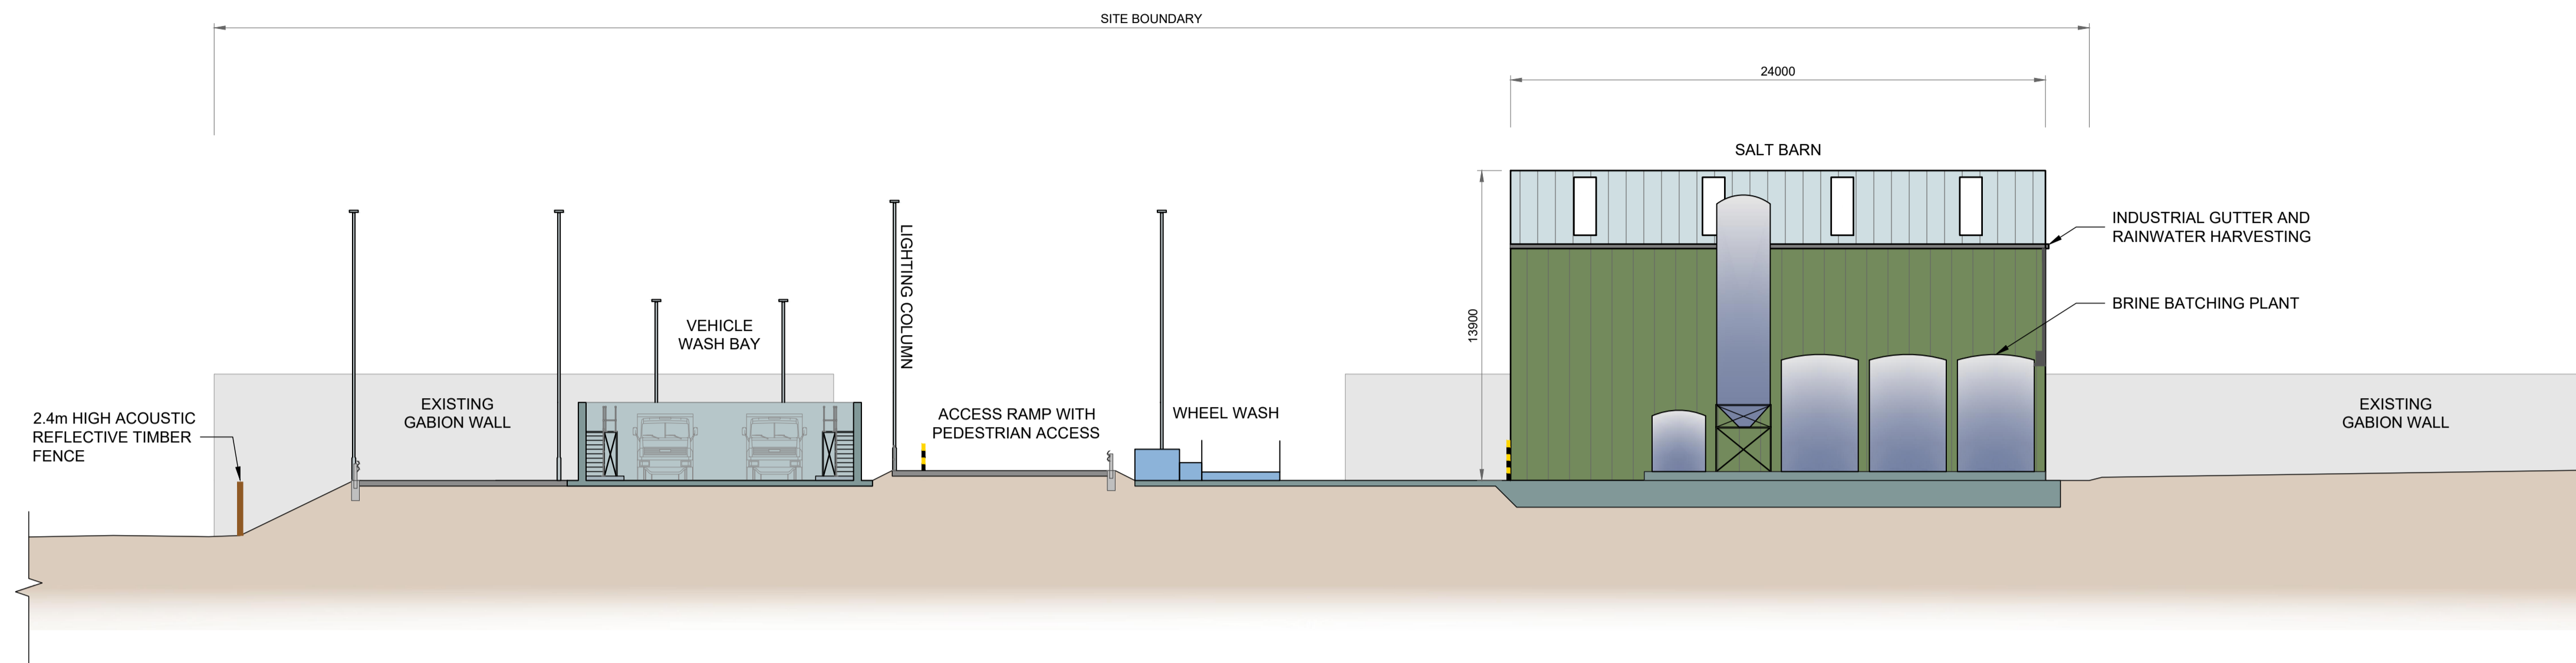 SITE BOUNDARY
24000
SALT BARN
INDUSTRIAL GUTTER AND
RAINWATER HARVESTING
BRINE BATCHING PLANT
13900
LIGHTING COLUMN
VEHICLE
WASH BAY
EXISTING
GABION WALL
2.4m HIGH ACOUSTIC
REFLECTIVE TIMBER
FENCE
ACCESS RAMP WITH
PEDESTRIAN ACCESS
WHEEL WASH
EXISTING
GABION WALL